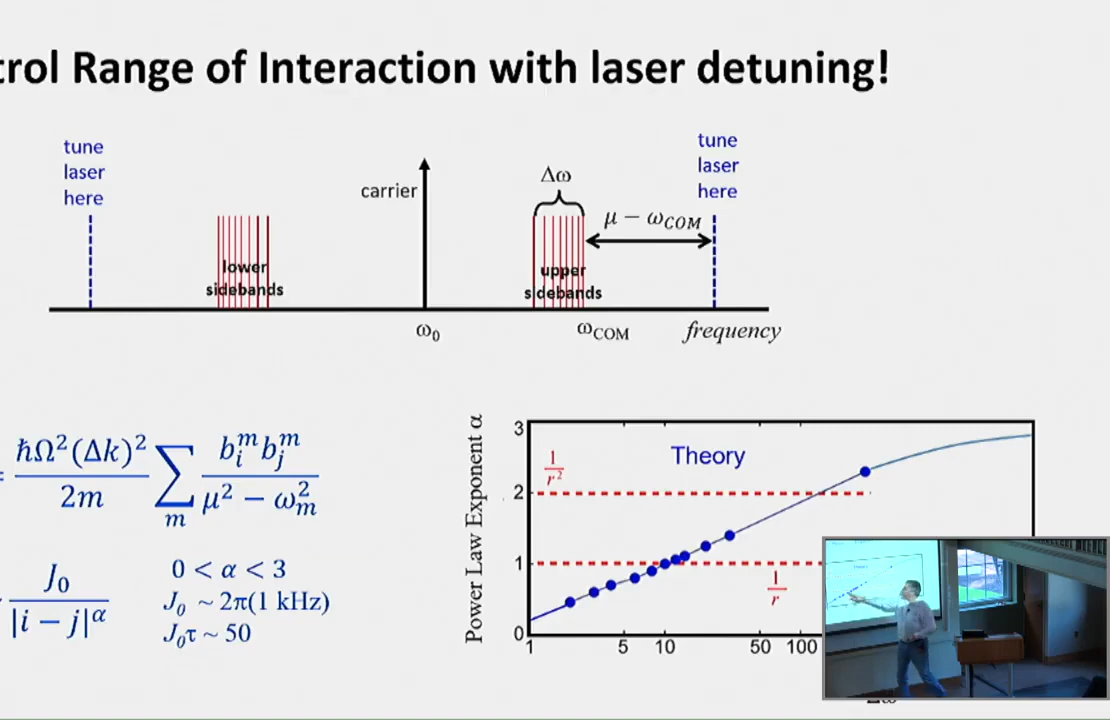 trol Range of Interaction with laser detuning!
tune
laser
here
tune
laser
here
carrier
Δω
μ − ω_COM
lower
sidebands
upper
sidebands
ω₀
ω_COM
frequency
= ħΩ²(Δk)² / 2m ∑_m b_i^m b_j^m / (μ² − ω_m²)
J₀ / |i − j|^α
0 < α < 3
J₀ ~ 2π(1 kHz)
J₀τ ~ 50
Power Law Exponent α
3
2
1
0
1/r²
Theory
1/r
1
5
10
50
100